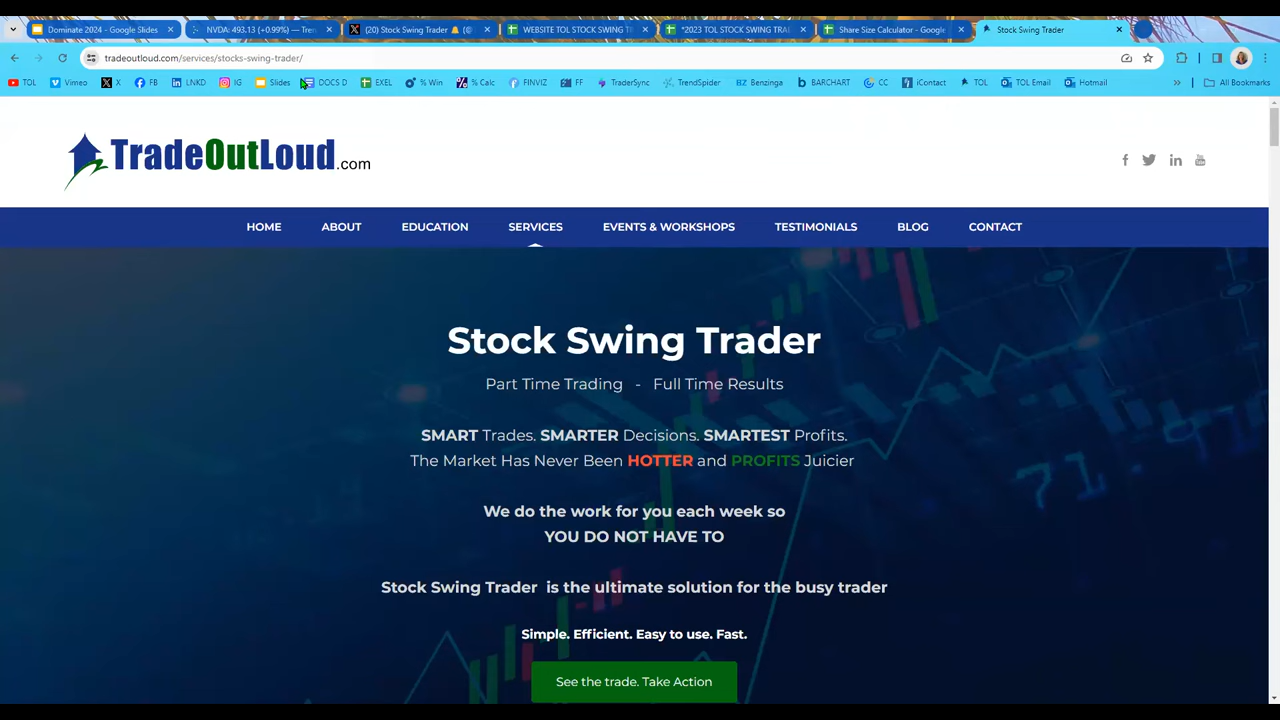 Dominate 2024 - Google Slides
NVDA: 493.13 (+0.99%) — Tren
(20) Stock Swing Trader 🔔 (@
WEBSITE TOL STOCK SWING T
*2023 TOL STOCK SWING TRA
Share Size Calculator - Google
Stock Swing Trader
tradeoutloud.com/services/stocks-swing-trader/
TOL Vimeo X FB LNKD IG Slides DOCS D EXEL % Win % Calc FINVIZ FF TraderSync TrendSpider Benzinga BARCHART CC iContact TOL TOL Email Hotmail » All Bookmarks
TradeOutLoud.com
HOME ABOUT EDUCATION SERVICES EVENTS & WORKSHOPS TESTIMONIALS BLOG CONTACT
Stock Swing Trader
Part Time Trading - Full Time Results
SMART Trades. SMARTER Decisions. SMARTEST Profits.
The Market Has Never Been HOTTER and PROFITS Juicier
We do the work for you each week so
YOU DO NOT HAVE TO
Stock Swing Trader is the ultimate solution for the busy trader
Simple. Efficient. Easy to use. Fast.
See the trade. Take Action
71